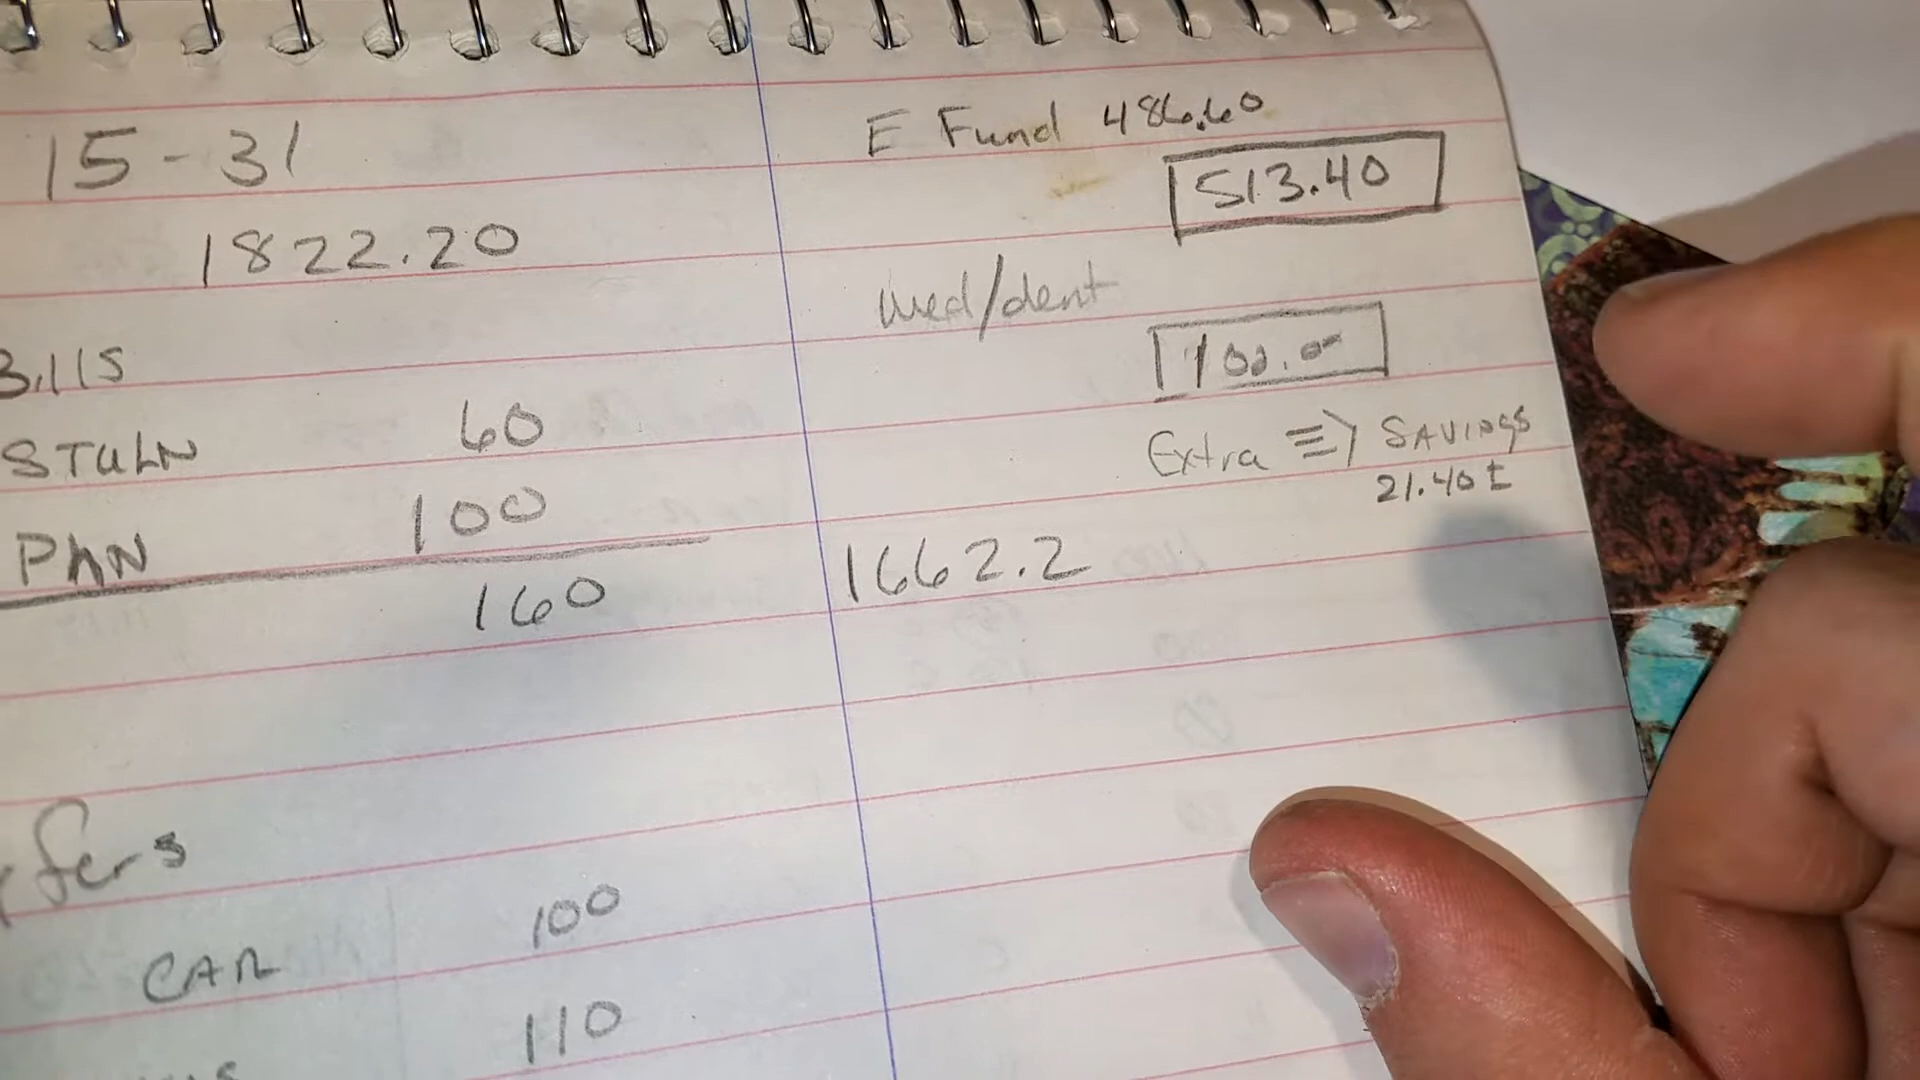 15-31
1822.20
Bills
STULN 60
PAN 100
160
fers
CAR 100
110
E Fund 486.60
513.40
med/dent
100.00
Extra => SAVINGS
21.40 ±
1662.2